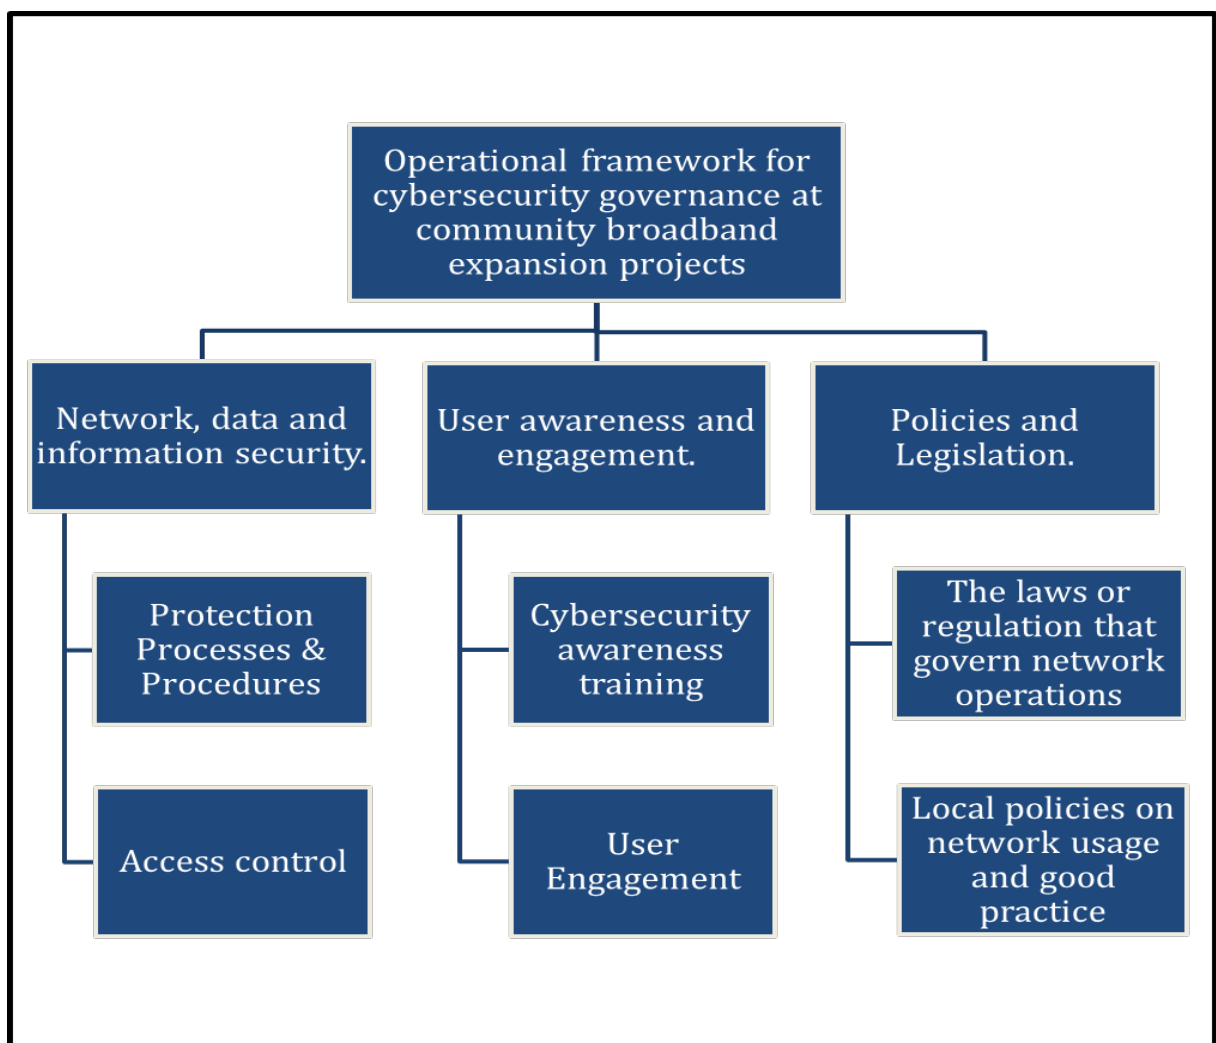 Operational framework for
cybersecurity governance at
community broadband
expansion projects
Network, data and
information security.
User awareness and
engagement.
Policies and
Legislation.
Protection
Processes &
Procedures
Cybersecurity
awareness
training
The laws or
regulation that
govern network
operations
Access control
User
Engagement
Local policies on
network usage
and good
practice